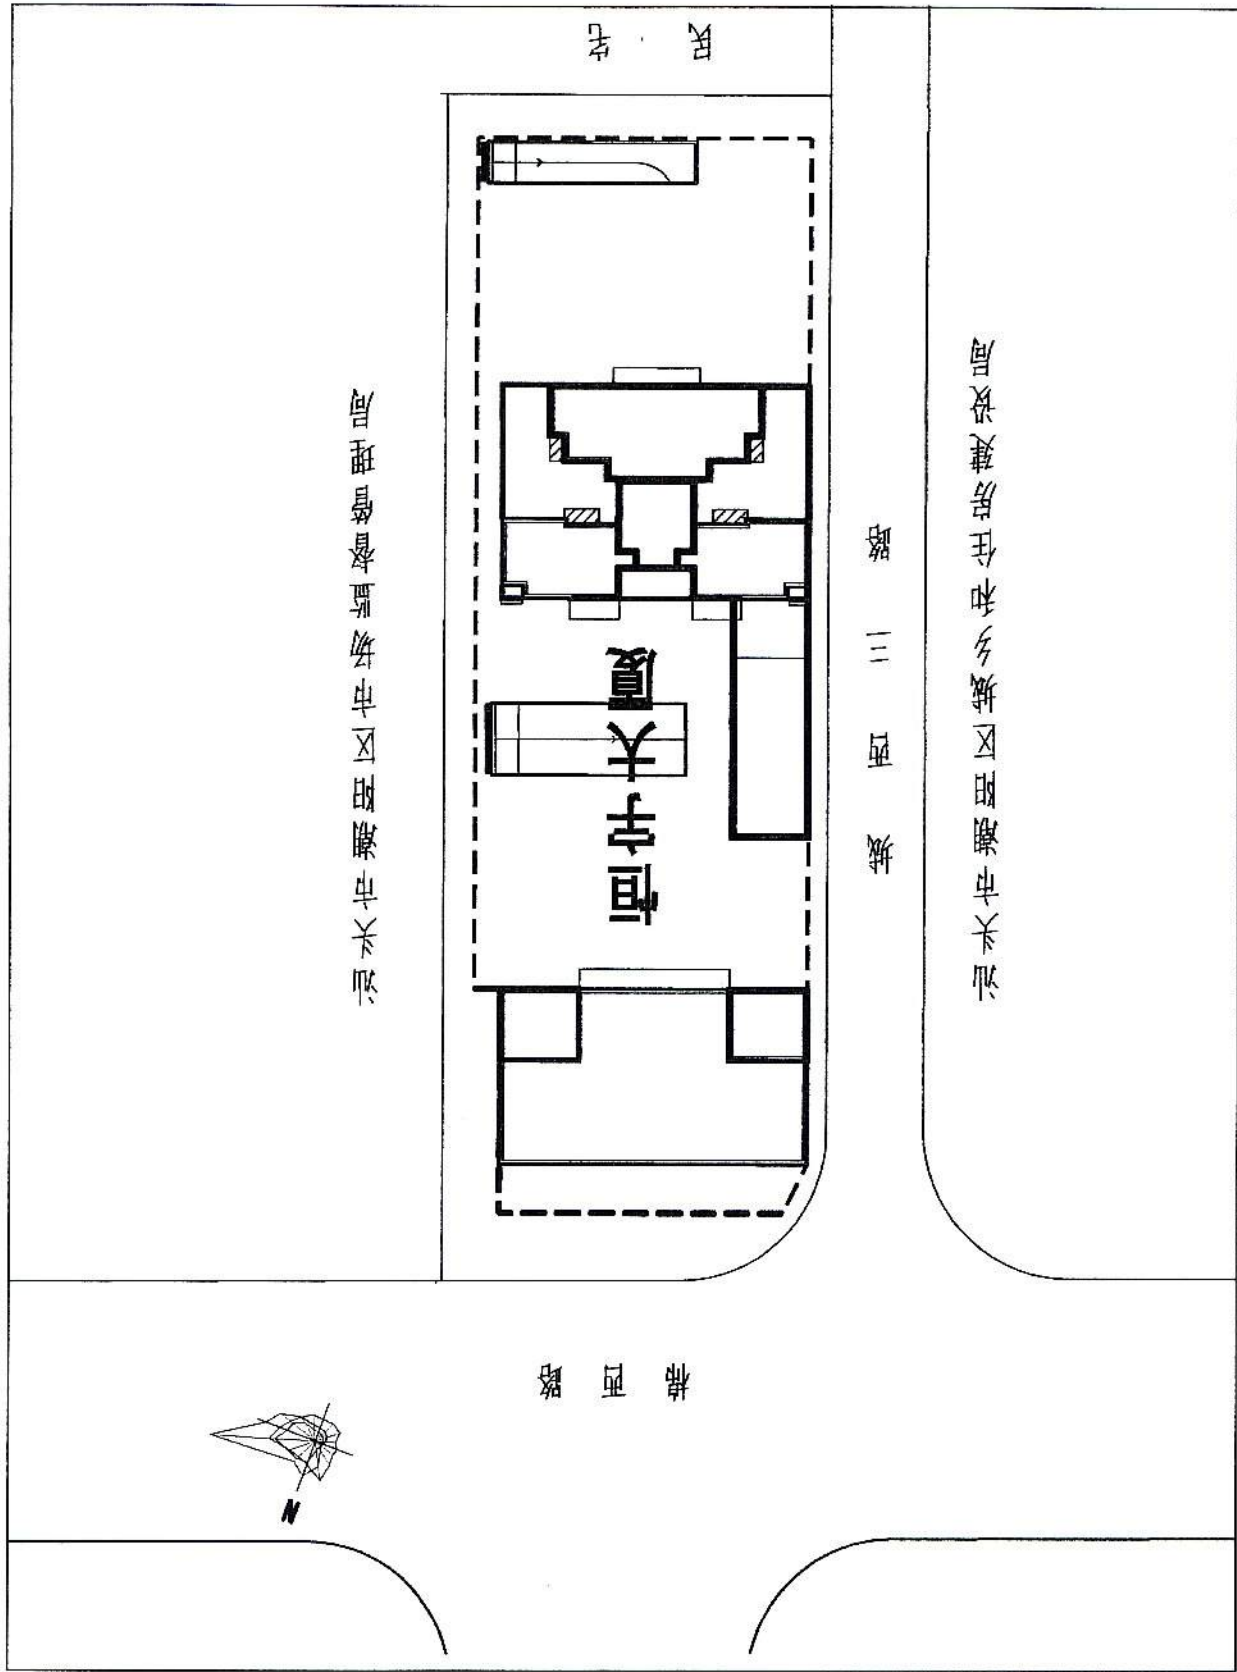 N
棉西路
汕头市潮阳区城乡和住房建设局
城西三路
恒宇大厦
汕头市潮阳区市场监督管理局
民宅